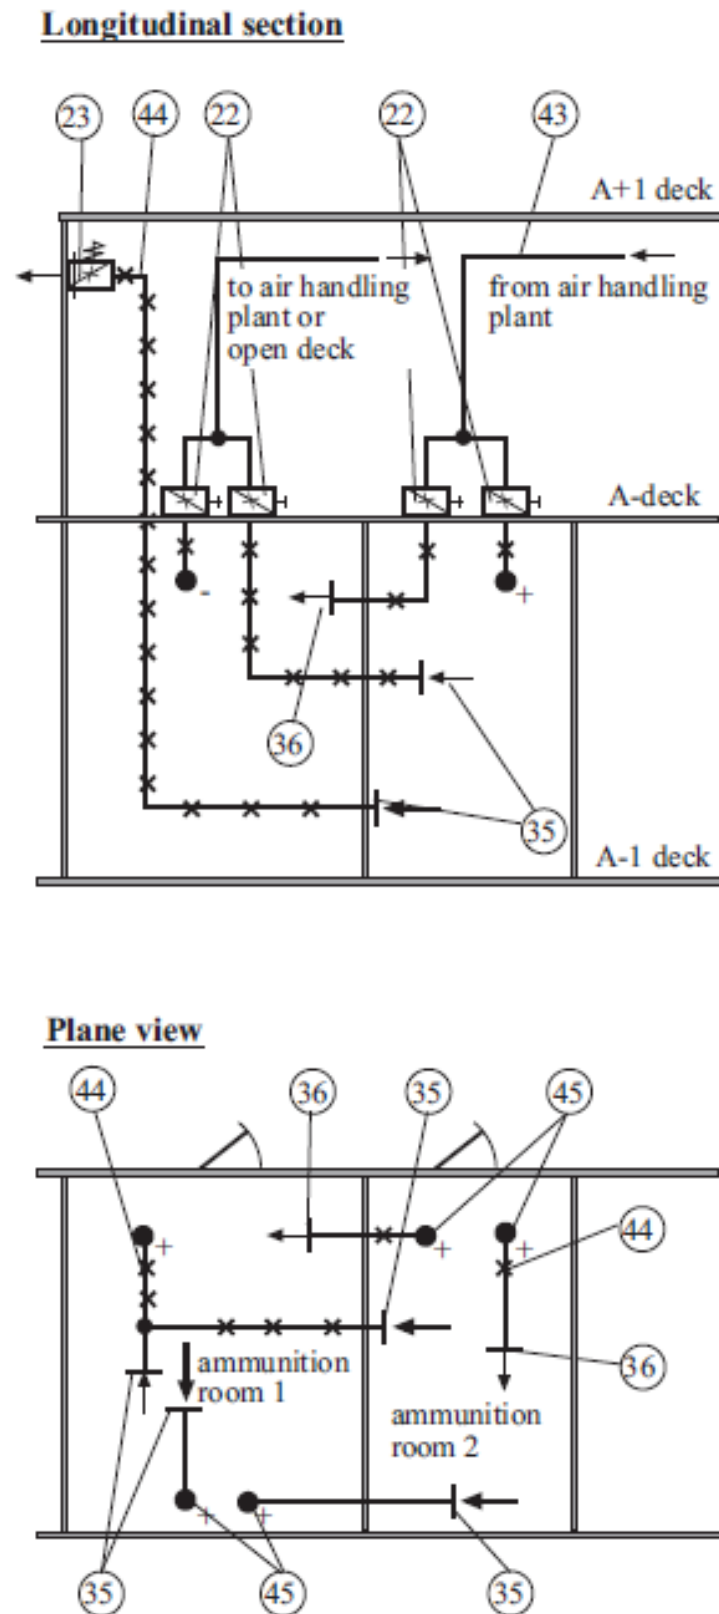 Longitudinal section
23 44 22 22 43
A+1 deck
to air handling
plant or
open deck
from air handling
plant
A-deck
- +
36
35
A-1 deck
Plane view
44 36 35 45
+ + +
44
ammunition
room 1
36
ammunition
room 2
+ +
35 45 35